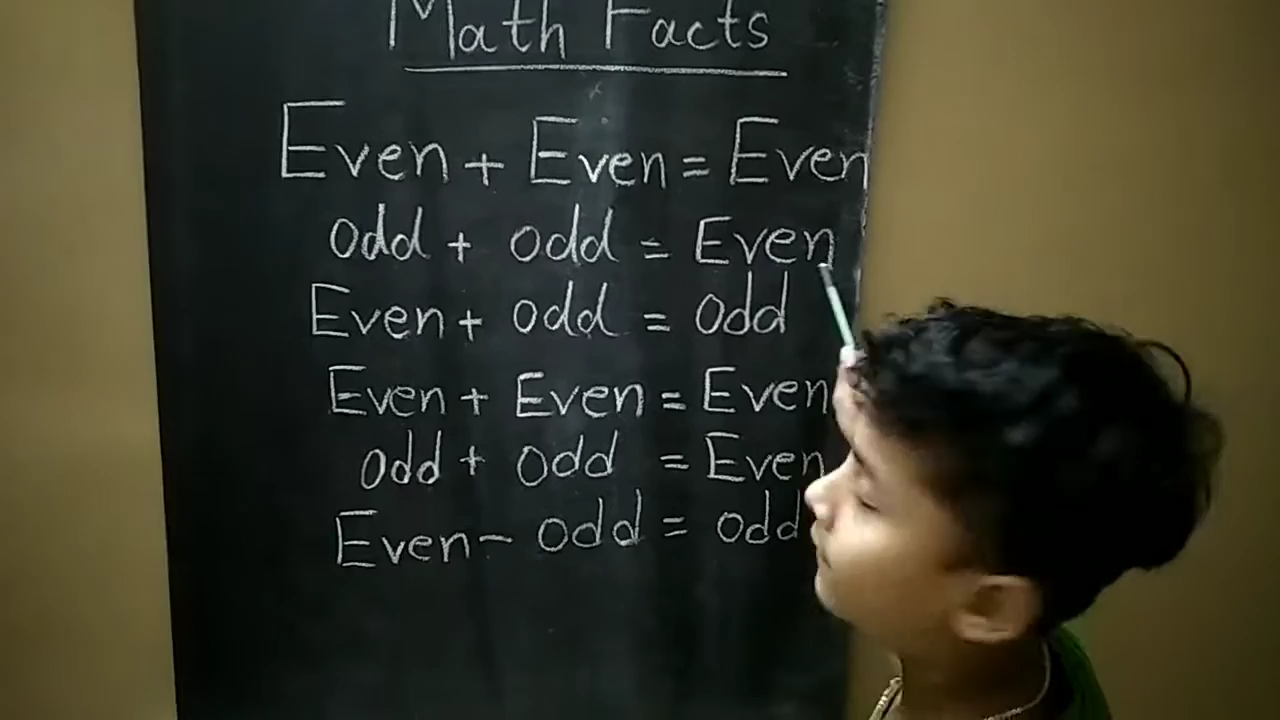 Math Facts
Even + Even = Even
odd + odd = Even
Even + odd = odd
Even + Even = Even
odd + odd = Even
Even - odd = odd